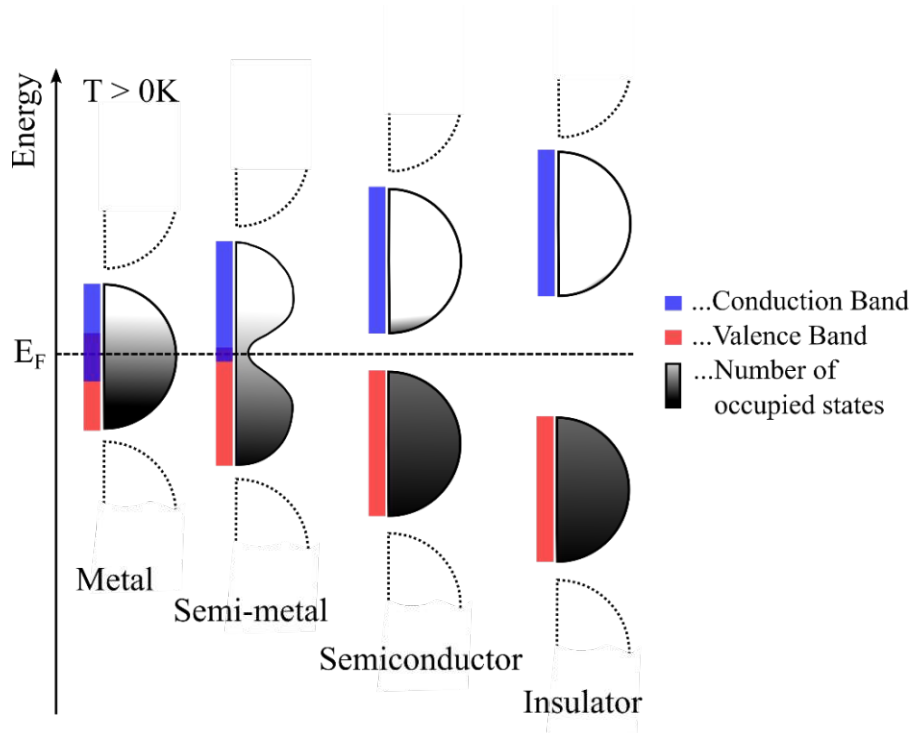 Energy
T > 0K
E_F
Metal
Semi-metal
Semiconductor
Insulator
...Conduction Band
...Valence Band
...Number of
occupied states